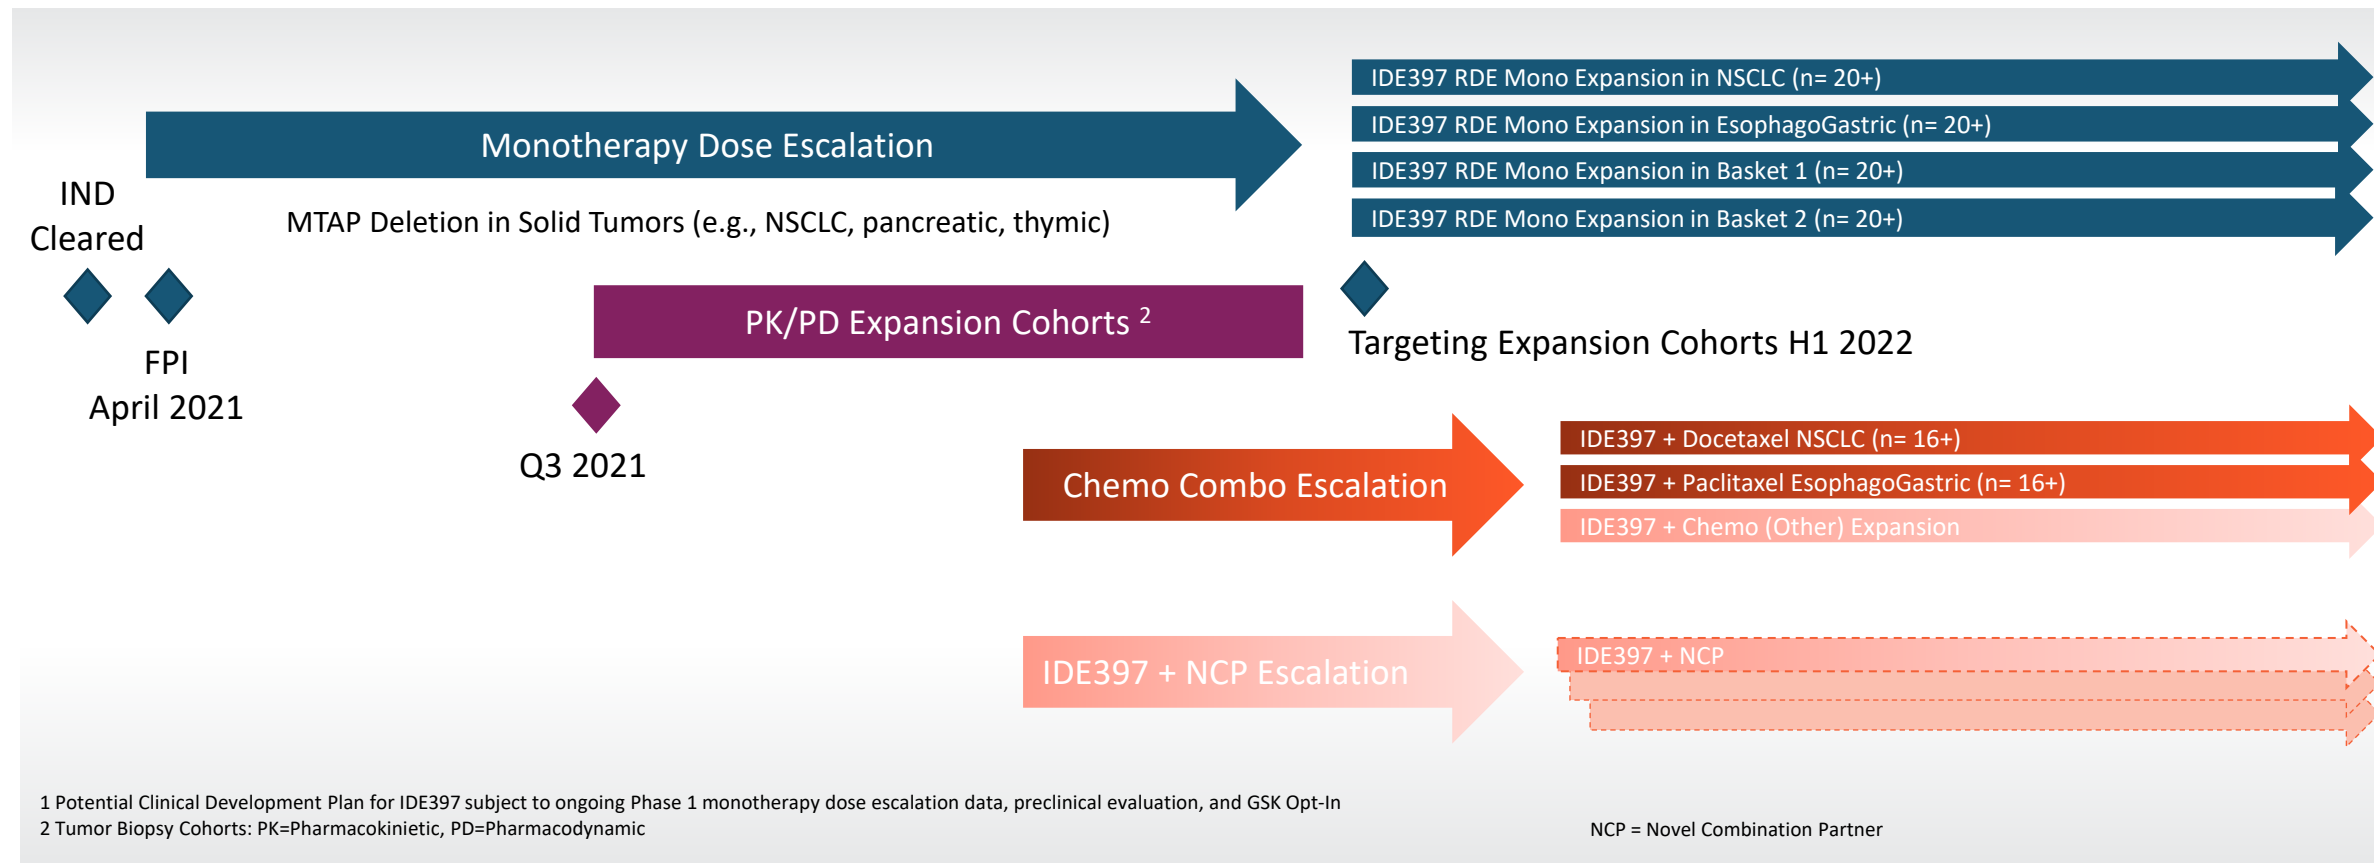 IDE397 RDE Mono Expansion in NSCLC (n= 20+)
IDE397 RDE Mono Expansion in EsophagoGastric (n= 20+)
IDE397 RDE Mono Expansion in Basket 1 (n= 20+)
IDE397 RDE Mono Expansion in Basket 2 (n= 20+)
Monotherapy Dose Escalation
MTAP Deletion in Solid Tumors (e.g., NSCLC, pancreatic, thymic)
IND
Cleared
FPI
April 2021
PK/PD Expansion Cohorts 2
Q3 2021
Targeting Expansion Cohorts H1 2022
Chemo Combo Escalation
IDE397 + Docetaxel NSCLC (n= 16+)
IDE397 + Paclitaxel EsophagoGastric (n= 16+)
IDE397 + Chemo (Other) Expansion
IDE397 + NCP Escalation
IDE397 + NCP
1 Potential Clinical Development Plan for IDE397 subject to ongoing Phase 1 monotherapy dose escalation data, preclinical evaluation, and GSK Opt-In
2 Tumor Biopsy Cohorts: PK=Pharmacokinietic, PD=Pharmacodynamic
NCP = Novel Combination Partner